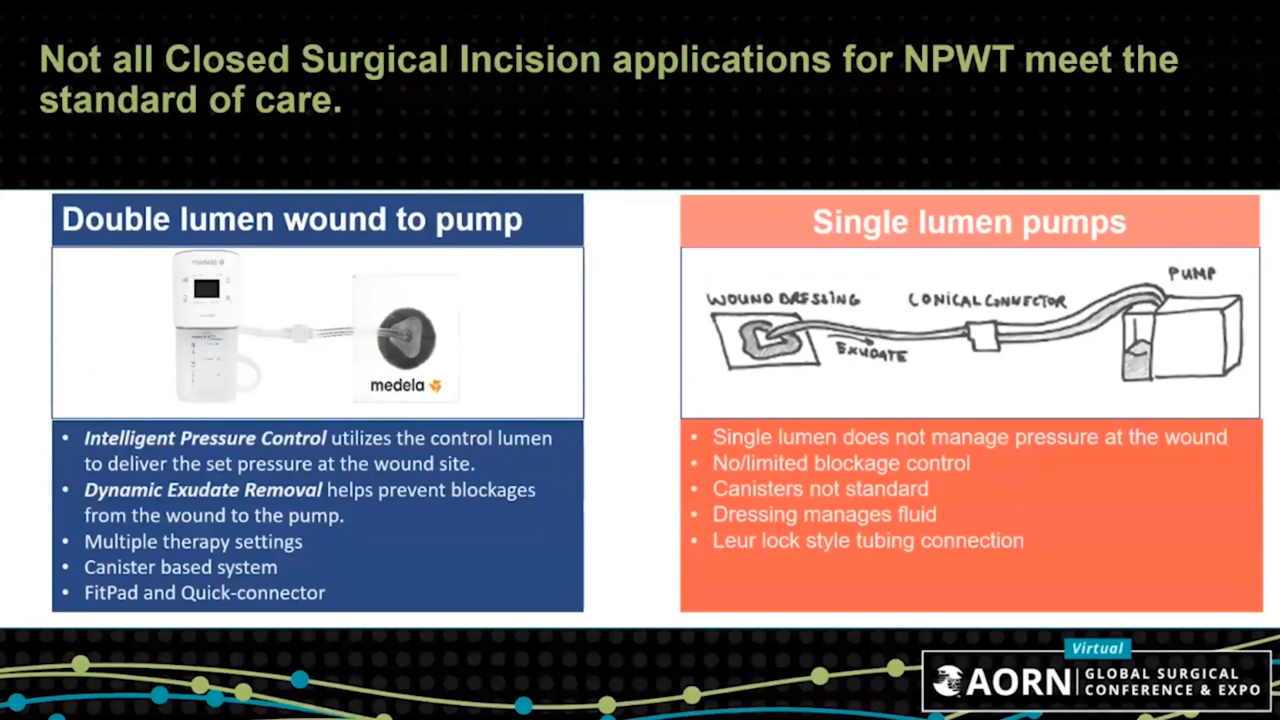 Not all Closed Surgical Incision applications for NPWT meet the
standard of care.
Double lumen wound to pump
medela
medela
• Intelligent Pressure Control utilizes the control lumen
to deliver the set pressure at the wound site.
• Dynamic Exudate Removal helps prevent blockages
from the wound to the pump.
• Multiple therapy settings
• Canister based system
• FitPad and Quick-connector
Single lumen pumps
PUMP
WOUND DRESSING
CONICAL CONNECTOR
EXUDATE
• Single lumen does not manage pressure at the wound
• No/limited blockage control
• Canisters not standard
• Dressing manages fluid
• Leur lock style tubing connection
Virtual
AORN
GLOBAL SURGICAL
CONFERENCE & EXPO